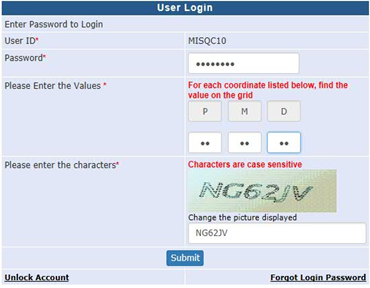 User Login
Enter Password to Login
User ID* MISQC10
Password* ••••••••
Please Enter the Values * For each coordinate listed below, find the
value on the grid
P M D
•• •• ••
Please enter the characters* Characters are case sensitive
NG62JV
Change the picture displayed
NG62JV
Submit
Unlock Account Forgot Login Password